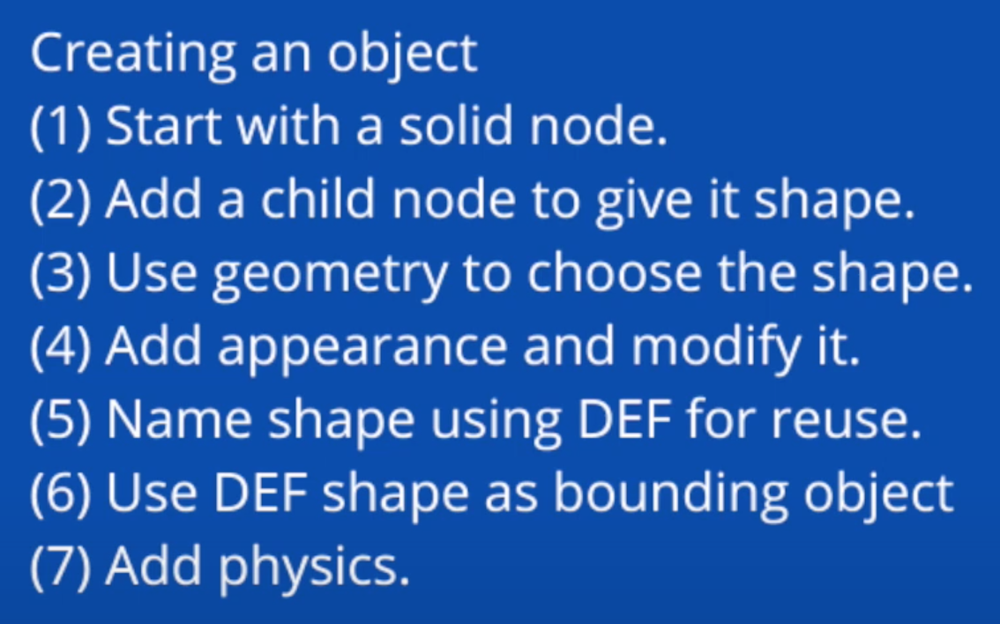 Creating an object
(1) Start with a solid node.
(2) Add a child node to give it shape.
(3) Use geometry to choose the shape.
(4) Add appearance and modify it.
(5) Name shape using DEF for reuse.
(6) Use DEF shape as bounding object
(7) Add physics.